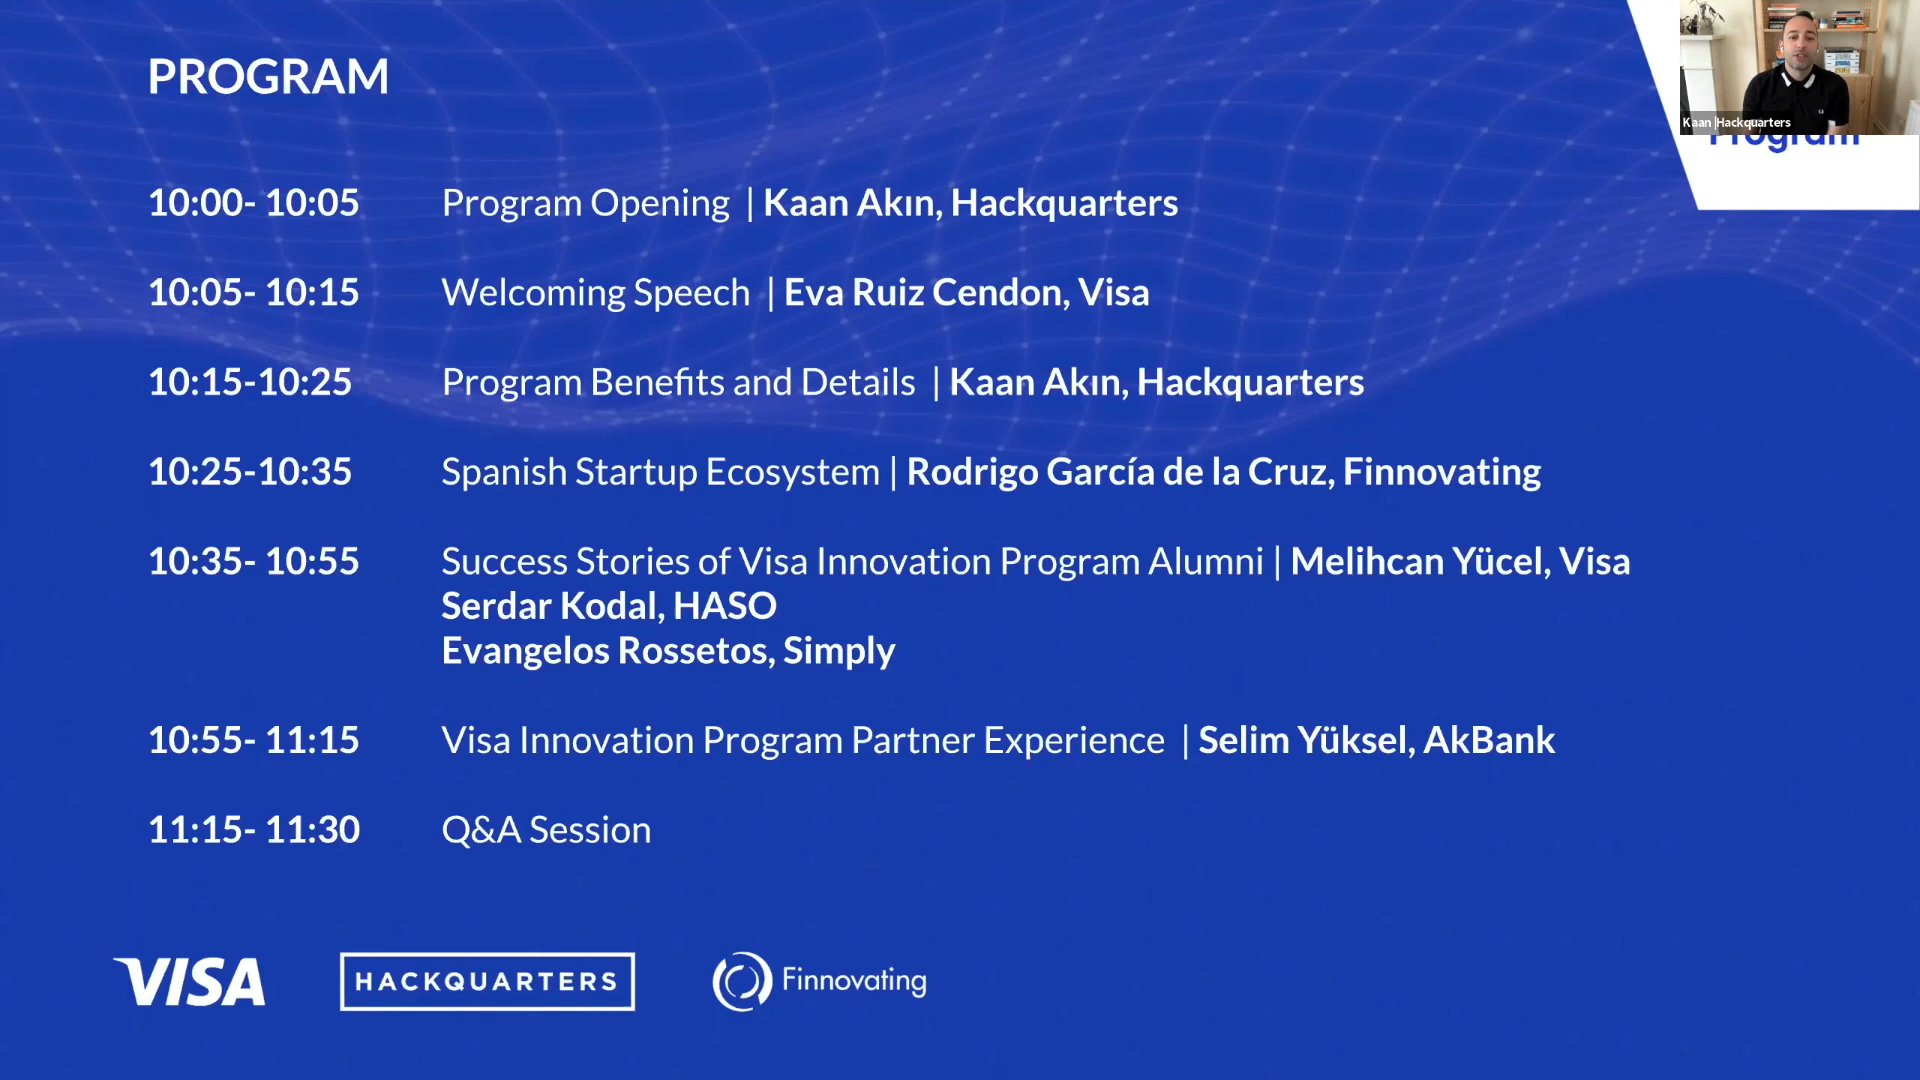 PROGRAM
Kaan |Hackquarters
Program
10:00- 10:05 Program Opening | Kaan Akın, Hackquarters
10:05- 10:15 Welcoming Speech | Eva Ruiz Cendon, Visa
10:15-10:25 Program Benefits and Details | Kaan Akın, Hackquarters
10:25-10:35 Spanish Startup Ecosystem | Rodrigo García de la Cruz, Finnovating
10:35- 10:55 Success Stories of Visa Innovation Program Alumni | Melihcan Yücel, Visa
Serdar Kodal, HASO
Evangelos Rossetos, Simply
10:55- 11:15 Visa Innovation Program Partner Experience | Selim Yüksel, AkBank
11:15- 11:30 Q&A Session
VISA HACKQUARTERS Finnovating